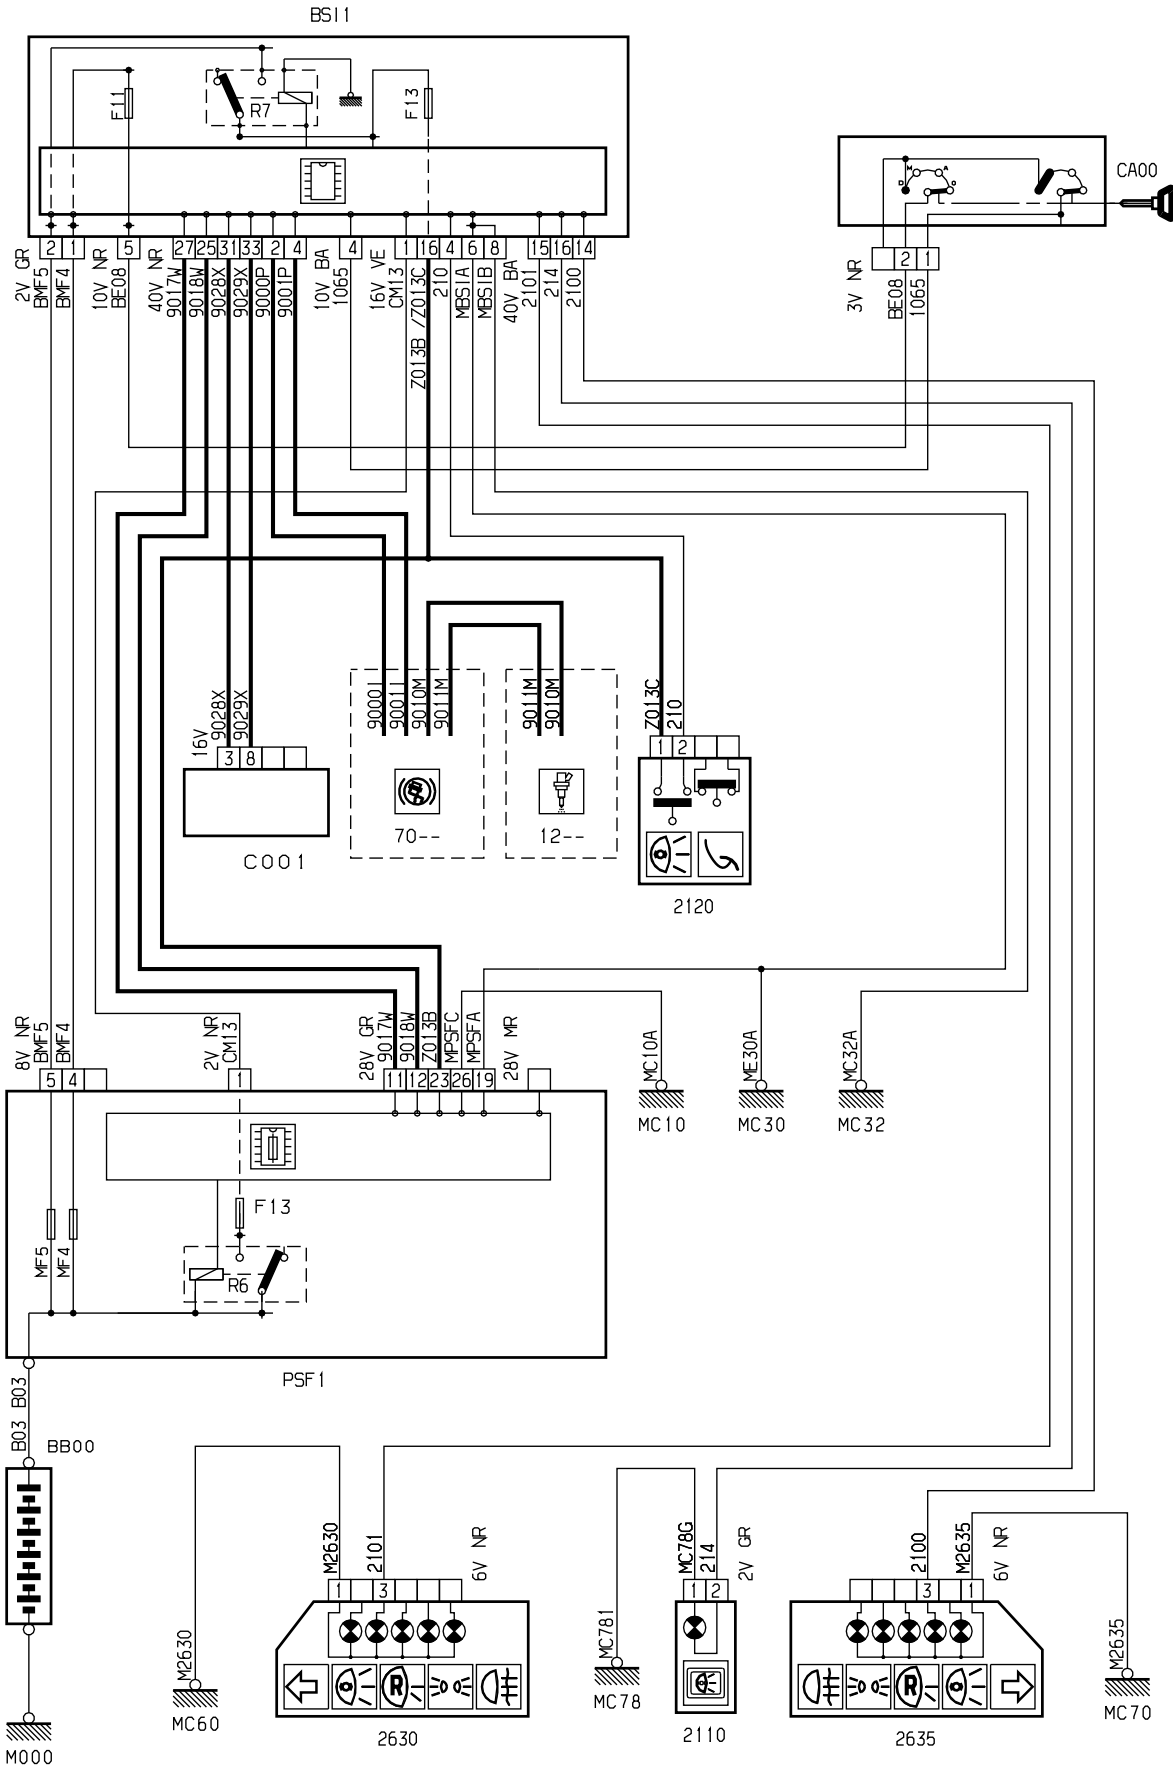 BSI1
F11
R7
F13
M A
D
CA00
2 1 5 27 25 31 33 2 4 4 1 16 4 6 8 15 16 14
2V GR
BMF5
BMF4
10V NR
BE08
40V NR
9017W
9018W
9028X
9029X
9000P
9001P
10V BA
1065
16V VE
CM13
Z013B /Z013C
210
MBSIA
MBSIB
40V BA
2101
214
2100
2 1
3V NR
BE08
1065
16V
9028X
9029X
3 8
C001
9000I
9001I
9010M
9011M
70--
9011M
9010M
12--
Z013C
210
1 2
2120
8V NR
BMF5
BMF4
2V NR
CM13
28V GR
9017W
9018W
Z013B
MPSFC
MPSFA
28V MR
5 4 1 11 12 23 26 19
MC10A
ME30A
MC32A
MC10
MC30
MC32
F13
MF5
MF4
R6
PSF1
B03 B03
BB00
M000
M2630
MC60
M2630
2101
6V NR
1 3
R
2630
MC781
MC78
MC78G
214
2V GR
1 2
2110
2100
M2635
6V NR
3 1
R
2635
M2635
MC70